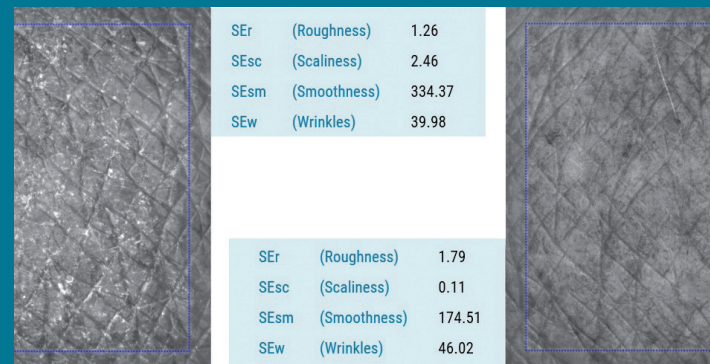 SEr (Roughness) 1.26
SEsc (Scaliness) 2.46
SEsm (Smoothness) 334.37
SEw (Wrinkles) 39.98
SEr (Roughness) 1.79
SEsc (Scaliness) 0.11
SEsm (Smoothness) 174.51
SEw (Wrinkles) 46.02